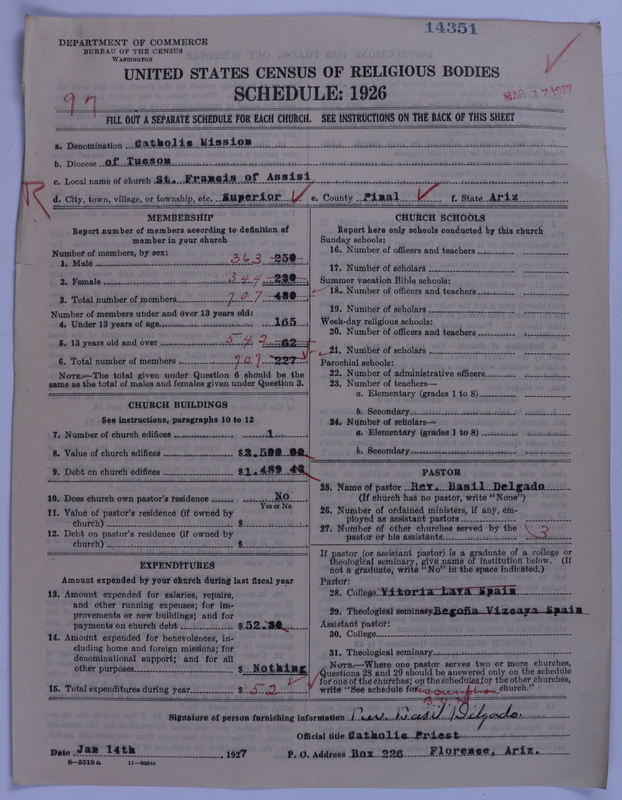 14351
DEPARTMENT OF COMMERCE
BUREAU OF THE CENSUS
WASHINGTON
UNITED STATES CENSUS OF RELIGIOUS BODIES
SCHEDULE: 1926
MAR 17 1927
97
FILL OUT A SEPARATE SCHEDULE FOR EACH CHURCH. SEE INSTRUCTIONS ON THE BACK OF THIS SHEET
a. Denomination Catholic Mission
b. Diocese of Tucson
c. Local name of church St. Francis of Assisi
R
d. City, town, village, or township, etc. Superior e. County Pinal f. State Ariz
MEMBERSHIP
Report number of members according to definition of
member in your church
Number of members, by sex:
1. Male 363 250
2. Female 344 230
3. Total number of members 707 480
Number of members under and over 13 years old:
4. Under 13 years of age 165
5. 13 years old and over 542 62
6. Total number of members 707 227
NOTE.—The total given under Question 6 should be the
same as the total of males and females given under Question 3.
CHURCH BUILDINGS
See instructions, paragraphs 10 to 12
7. Number of church edifices 1
8. Value of church edifices $2,500 00
9. Debt on church edifices $1,489 43
10. Does church own pastor's residence No
Yes or No
11. Value of pastor's residence (if owned by
church) $
12. Debt on pastor's residence (if owned by
church) $
EXPENDITURES
Amount expended by your church during last fiscal year
13. Amount expended for salaries, repairs,
and other running expenses; for im-
provements or new buildings; and for
payments on church debt $52.30
14. Amount expended for benevolences, in-
cluding home and foreign missions; for
denominational support; and for all
other purposes $ Nothing
15. Total expenditures during year $ 52
CHURCH SCHOOLS
Report here only schools conducted by this church
Sunday schools:
16. Number of officers and teachers
17. Number of scholars
Summer vacation Bible schools:
18. Number of officers and teachers
19. Number of scholars
Week-day religious schools:
20. Number of officers and teachers
21. Number of scholars
Parochial schools:
22. Number of administrative officers
23. Number of teachers—
a. Elementary (grades 1 to 8)
b. Secondary
24. Number of scholars—
a. Elementary (grades 1 to 8)
b. Secondary
PASTOR
25. Name of pastor Rev. Basil Delgado
(If church has no pastor, write "None")
26. Number of ordained ministers, if any, em-
ployed as assistant pastors
27. Number of other churches served by the
pastor or his assistants 3
If pastor (or assistant pastor) is a graduate of a college or
theological seminary, give name of institution below. (If
not a graduate, write "No" in the space indicated.)
Pastor:
28. College Vitoria Lava Spain
29. Theological seminary Begoña Vizcaya Spain
Assistant pastor:
30. College
31. Theological seminary
NOTE.—Where one pastor serves two or more churches,
Questions 28 and 29 should be answered only on the schedule
for one of the churches; on the schedules for the other churches,
write "See schedule for church."
Signature of person furnishing information Rev. Basil Delgado.
Official title Catholic Priest
Date Jan 14th , 1927 P. O. Address Box 226 Florence, Ariz.
8—5518 a